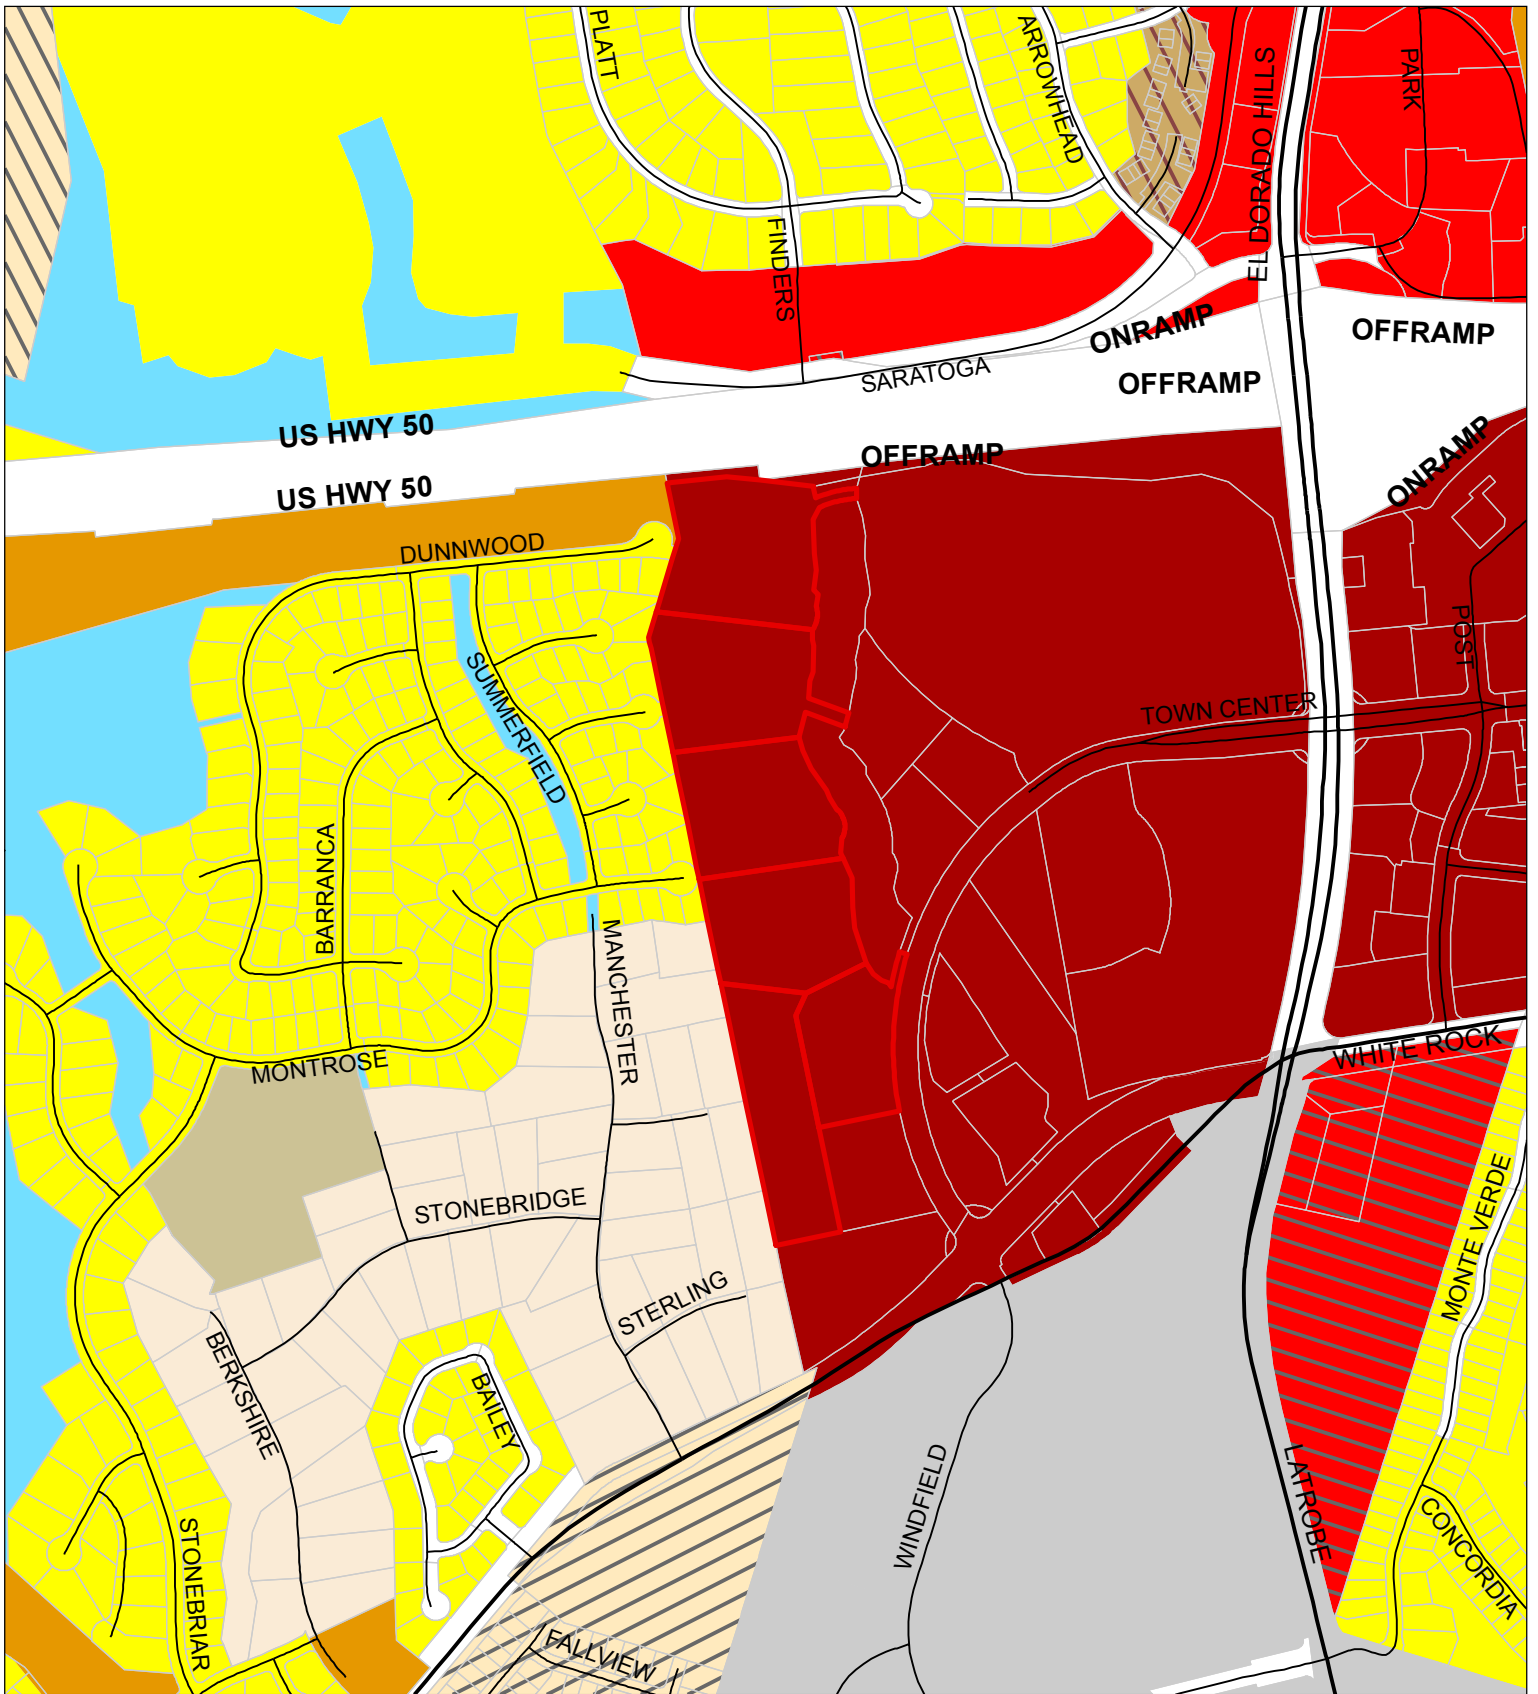 PLATT
ARROWHEAD
EL DORADO HILLS
PARK
FINDERS
ONRAMP
OFFRAMP
SARATOGA
OFFRAMP
US HWY 50
OFFRAMP
ONRAMP
US HWY 50
DUNNWOOD
POST
SUMMERFIELD
TOWN CENTER
BARRANCA
MANCHESTER
MONTROSE
WHITE ROCK
STONEBRIDGE
MONTE VERDE
STERLING
BERKSHIRE
BAILEY
WINDFIELD
LATROBE
CONCORDIA
STONEBRIAR
FALLVIEW